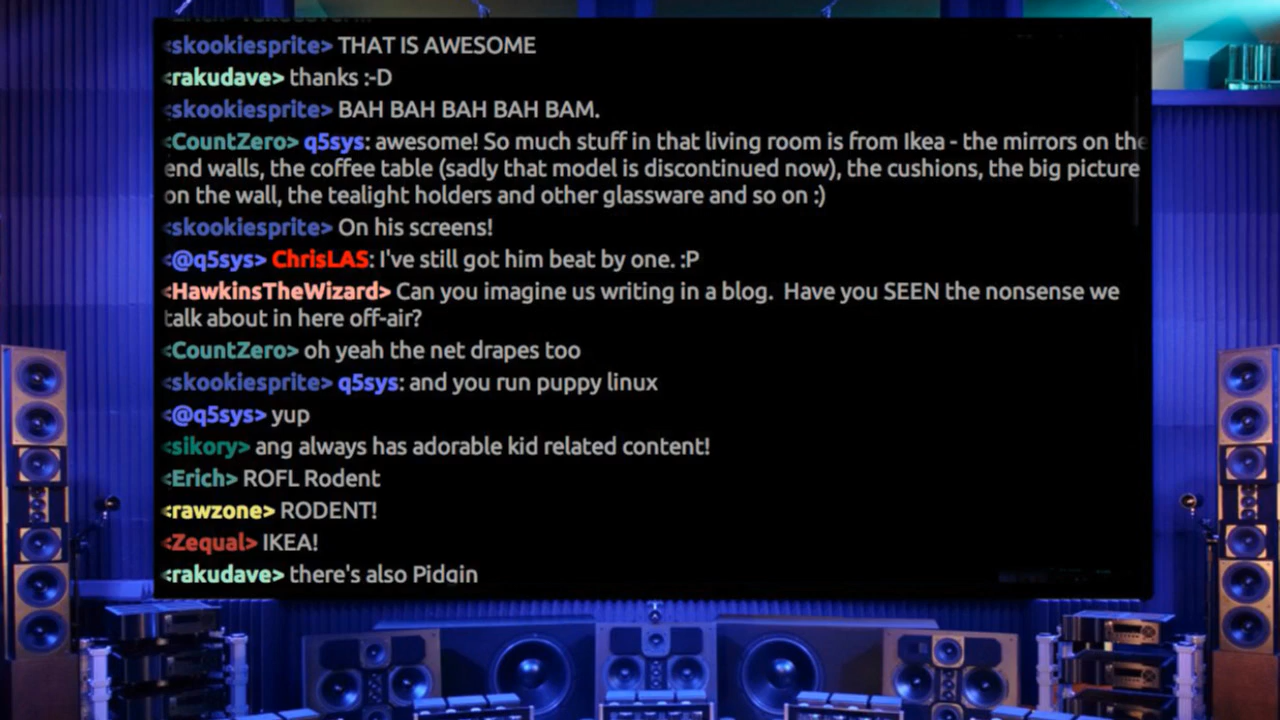 <skookiesprite> THAT IS AWESOME
<rakudave> thanks :-D
<skookiesprite> BAH BAH BAH BAH BAM.
<CountZero> q5sys: awesome! So much stuff in that living room is from Ikea - the mirrors on the
end walls, the coffee table (sadly that model is discontinued now), the cushions, the big picture
on the wall, the tealight holders and other glassware and so on :)
<skookiesprite> On his screens!
<@q5sys> ChrisLAS: I've still got him beat by one. :P
<HawkinsTheWizard> Can you imagine us writing in a blog. Have you SEEN the nonsense we
talk about in here off-air?
<CountZero> oh yeah the net drapes too
<skookiesprite> q5sys: and you run puppy linux
<@q5sys> yup
<sikory> ang always has adorable kid related content!
<Erich> ROFL Rodent
<rawzone> RODENT!
<Zequal> IKEA!
<rakudave> there's also Pidgin